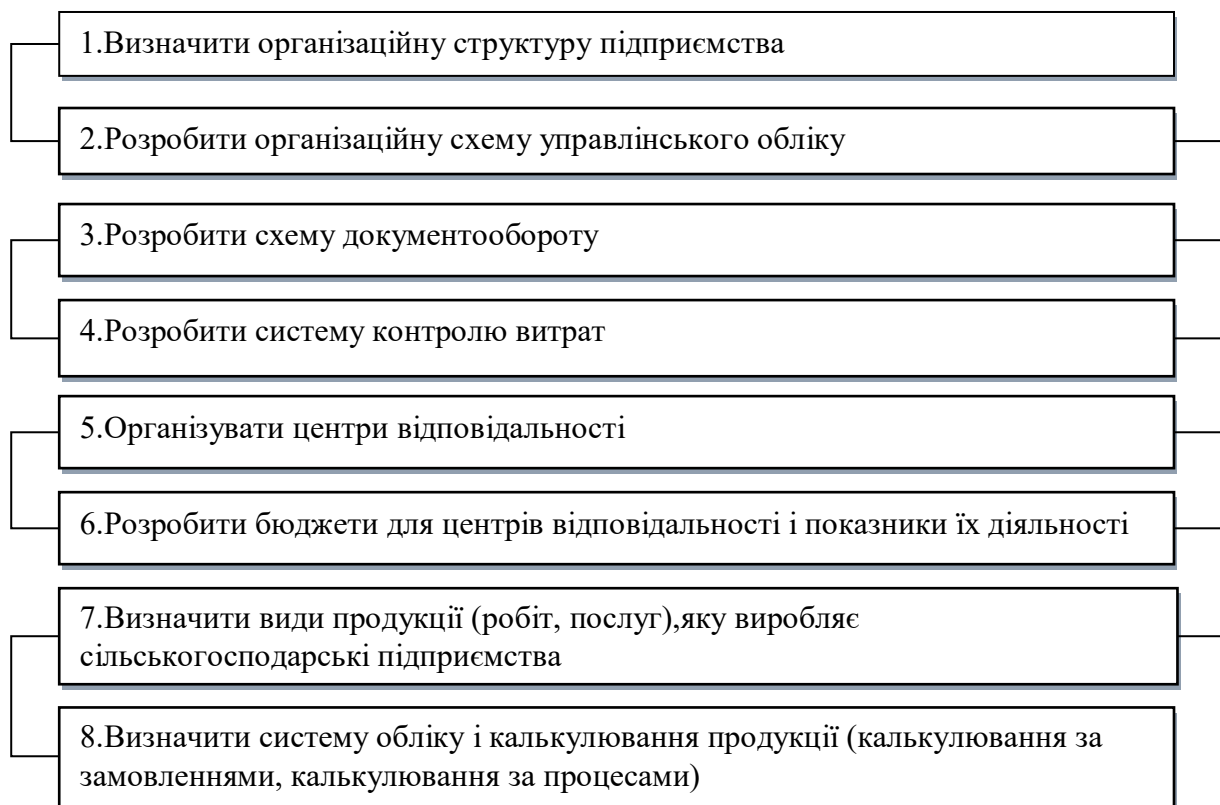 1.Визначити організаційну структуру підприємства
2.Розробити організаційну схему управлінського обліку
3.Розробити схему документообороту
4.Розробити систему контролю витрат
5.Організувати центри відповідальності
6.Розробити бюджети для центрів відповідальності і показники їх діяльності
7.Визначити види продукції (робіт, послуг),яку виробляє
сільськогосподарські підприємства
8.Визначити систему обліку і калькулювання продукції (калькулювання за
замовленнями, калькулювання за процесами)